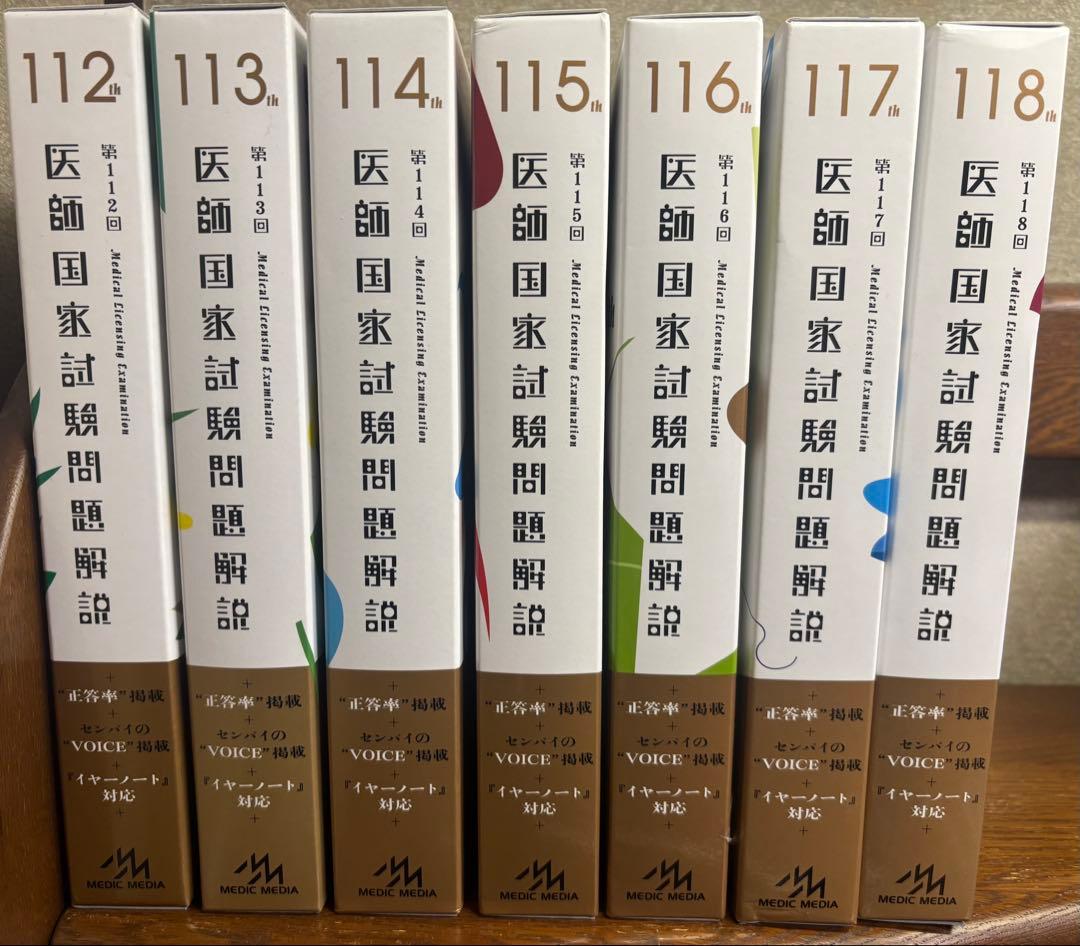 112th
第112回
医師国家試験問題解説
Medical Licensing Examination
+
"正答率"掲載
+
センパイの
"VOICE"掲載
+
『イヤーノート』
対応
+
MEDIC MEDIA
113th
第113回
医師国家試験問題解説
Medical Licensing Examination
+
"正答率"掲載
+
センパイの
"VOICE"掲載
+
『イヤーノート』
対応
+
MEDIC MEDIA
114th
第114回
医師国家試験問題解説
Medical Licensing Examination
+
"正答率"掲載
+
センパイの
"VOICE"掲載
+
『イヤーノート』
対応
+
MEDIC MEDIA
115th
第115回
医師国家試験問題解説
Medical Licensing Examination
+
"正答率"掲載
+
センパイの
"VOICE"掲載
+
『イヤーノート』
対応
+
MEDIC MEDIA
116th
第116回
医師国家試験問題解説
Medical Licensing Examination
+
"正答率"掲載
+
センパイの
"VOICE"掲載
+
『イヤーノート』
対応
+
MEDIC MEDIA
117th
第117回
医師国家試験問題解説
Medical Licensing Examination
+
"正答率"掲載
+
センパイの
"VOICE"掲載
+
『イヤーノート』
対応
+
MEDIC MEDIA
118th
第118回
医師国家試験問題解説
Medical Licensing Examination
+
"正答率"掲載
+
センパイの
"VOICE"掲載
+
『イヤーノート』
対応
+
MEDIC MEDIA